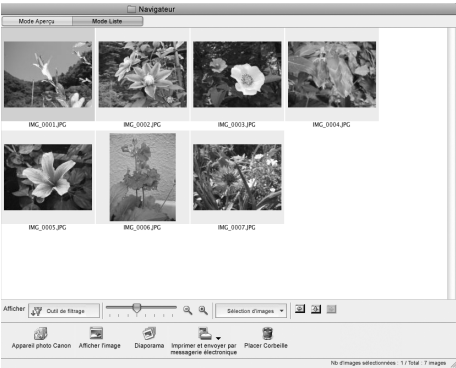 Navigateur
Mode Aperçu
Mode Liste
IMG_0001.JPG
IMG_0002.JPG
IMG_0003.JPG
IMG_0004.JPG
IMG_0005.JPG
IMG_0006.JPG
IMG_0007.JPG
Afficher
Outil de filtrage
Sélection d'images
Appareil photo Canon
Afficher l'image
Diaporama
Imprimer et envoyer par
messagerie électronique
Placer Corbeille
Nb d'images sélectionnées : 1 / Total : 7 images